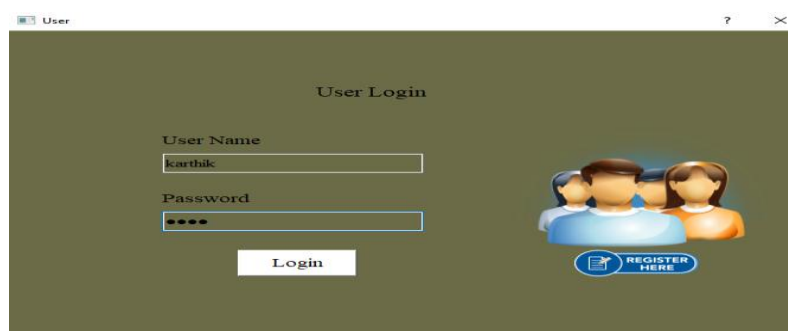 User
?
User Login
User Name
karthik
Password
••••
Login
REGISTER
HERE